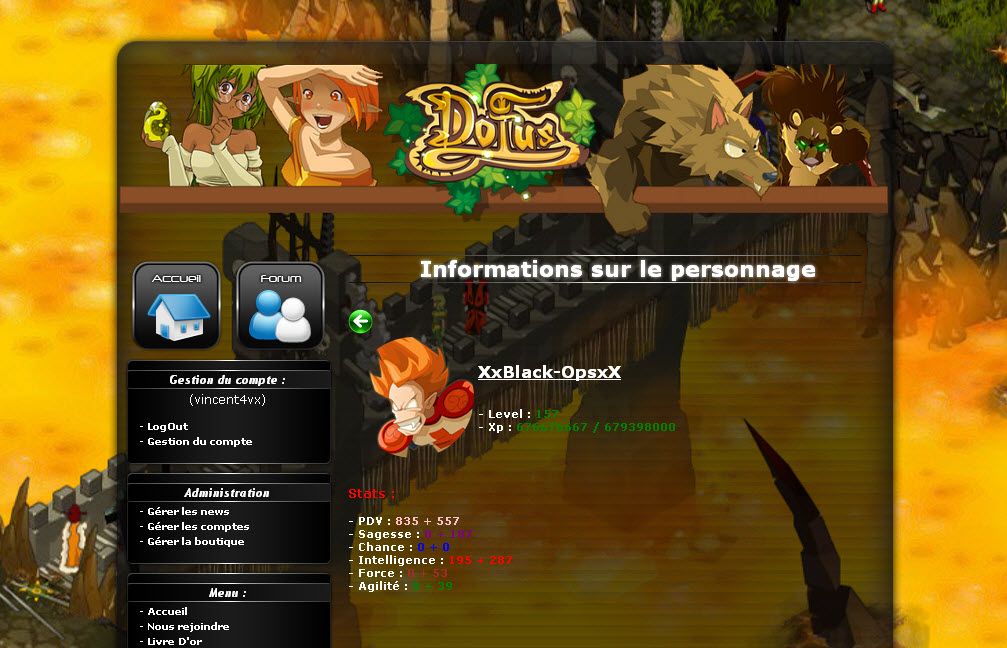 DOFUS
Accueil
Forum
Informations sur le personnage
Gestion du compte :
(vincent4vx)
- LogOut
- Gestion du compte
Administration
- Gérer les news
- Gérer les comptes
- Gérer la boutique
Menu :
- Accueil
- Nous rejoindre
- Livre D'or
XxBlack-OpsxX
- Level : 157
- Xp : / 679398000
Stats :
- PDV : 835 + 557
- Sagesse : 0 + 107
- Chance : 0 + 0
- Intelligence : 195 + 287
- Force : 0 + 53
- Agilité : 0 + 39